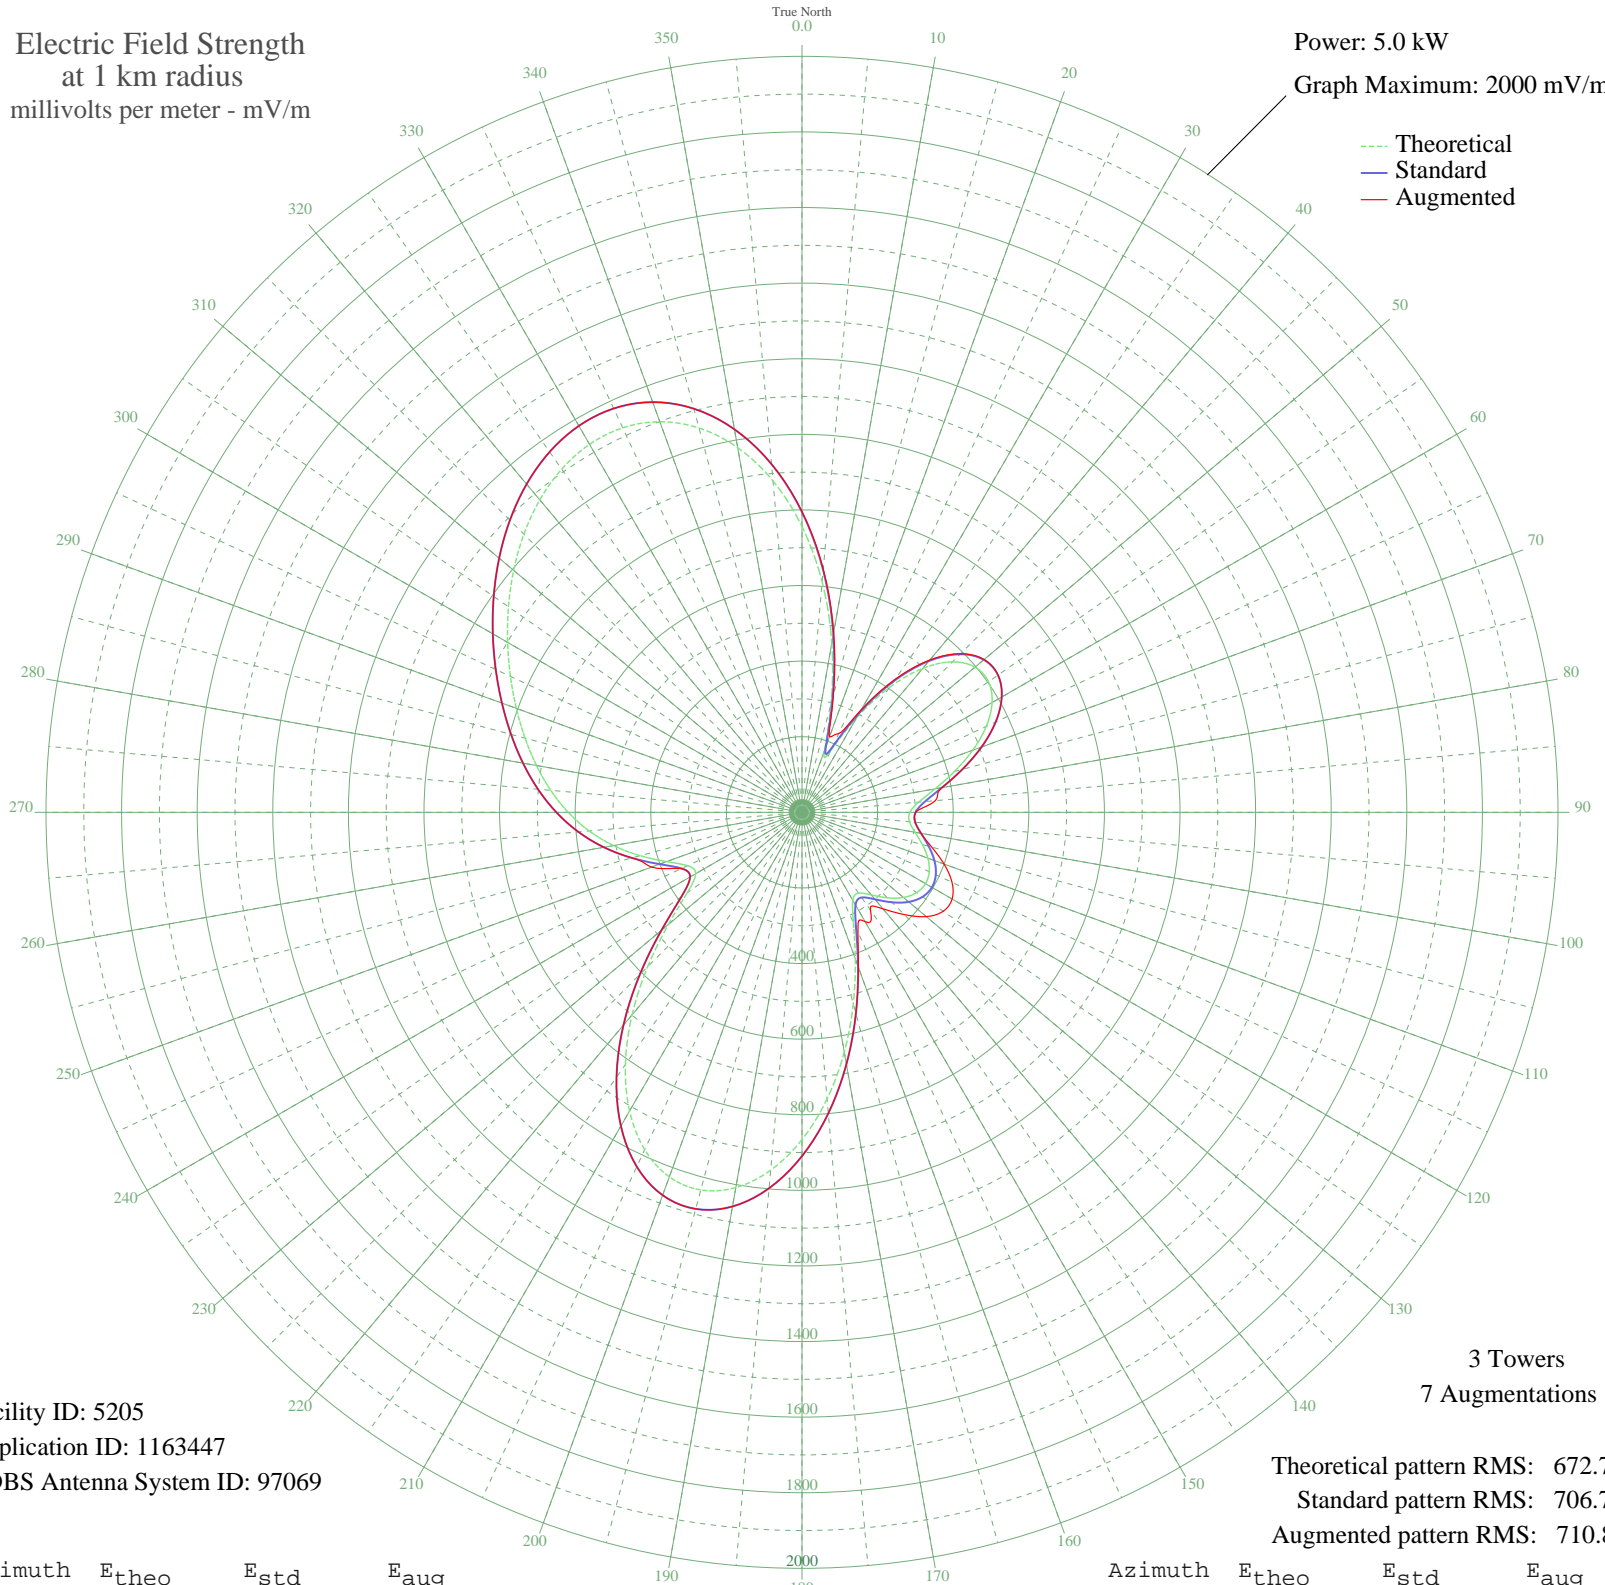 True North
0.0
Electric Field Strength
at 1 km radius
millivolts per meter - mV/m
Power: 5.0 kW
Graph Maximum: 2000 mV/m
Theoretical
Standard
Augmented
10
20
30
40
50
60
70
80
90
100
110
120
130
140
150
160
170
190
200
210
220
230
240
250
260
270
280
290
300
310
320
330
340
350
400
600
800
1000
1200
1400
1600
1800
2000
3 Towers
7 Augmentations
cility ID: 5205
plication ID: 1163447
DBS Antenna System ID: 97069
Theoretical pattern RMS: 672.7
Standard pattern RMS: 706.7
Augmented pattern RMS: 710.8
imuth Etheo Estd Eaug
Azimuth Etheo Estd Eaug